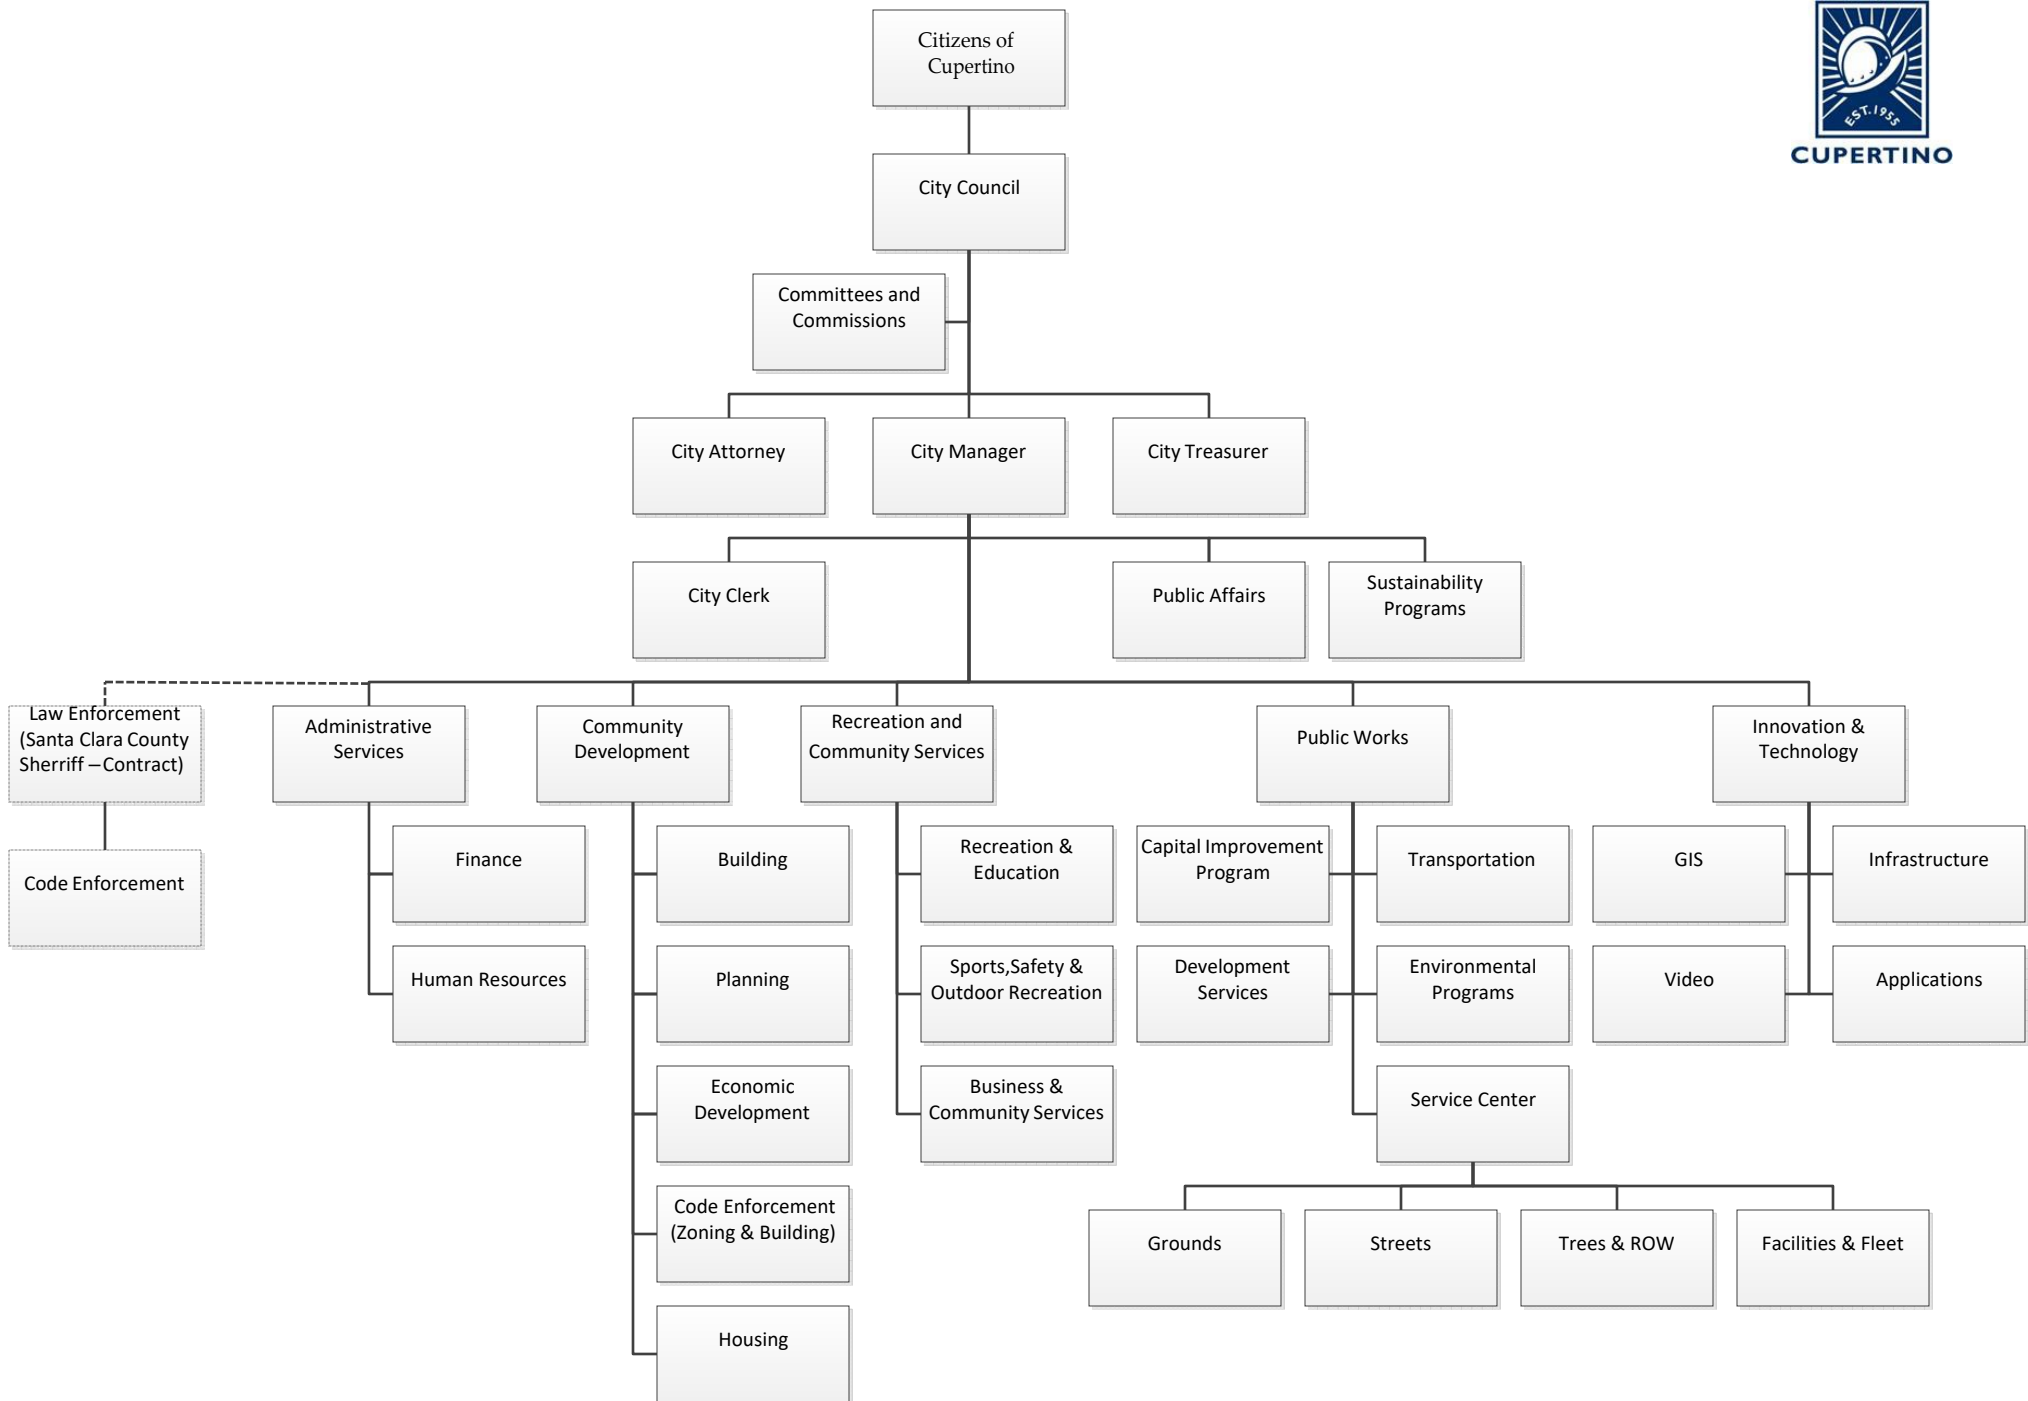 Citizens of
Cupertino
EST. 1955
CUPERTINO
City Council
Committees and
Commissions
City Attorney
City Manager
City Treasurer
City Clerk
Public Affairs
Sustainability
Programs
Law Enforcement
(Santa Clara County
Sherriff – Contract)
Administrative
Services
Community
Development
Recreation and
Community Services
Public Works
Innovation &
Technology
Code Enforcement
Finance
Building
Recreation &
Education
Capital Improvement
Program
Transportation
GIS
Infrastructure
Human Resources
Planning
Sports,Safety &
Outdoor Recreation
Development
Services
Environmental
Programs
Video
Applications
Economic
Development
Business &
Community Services
Service Center
Code Enforcement
(Zoning & Building)
Grounds
Streets
Trees & ROW
Facilities & Fleet
Housing